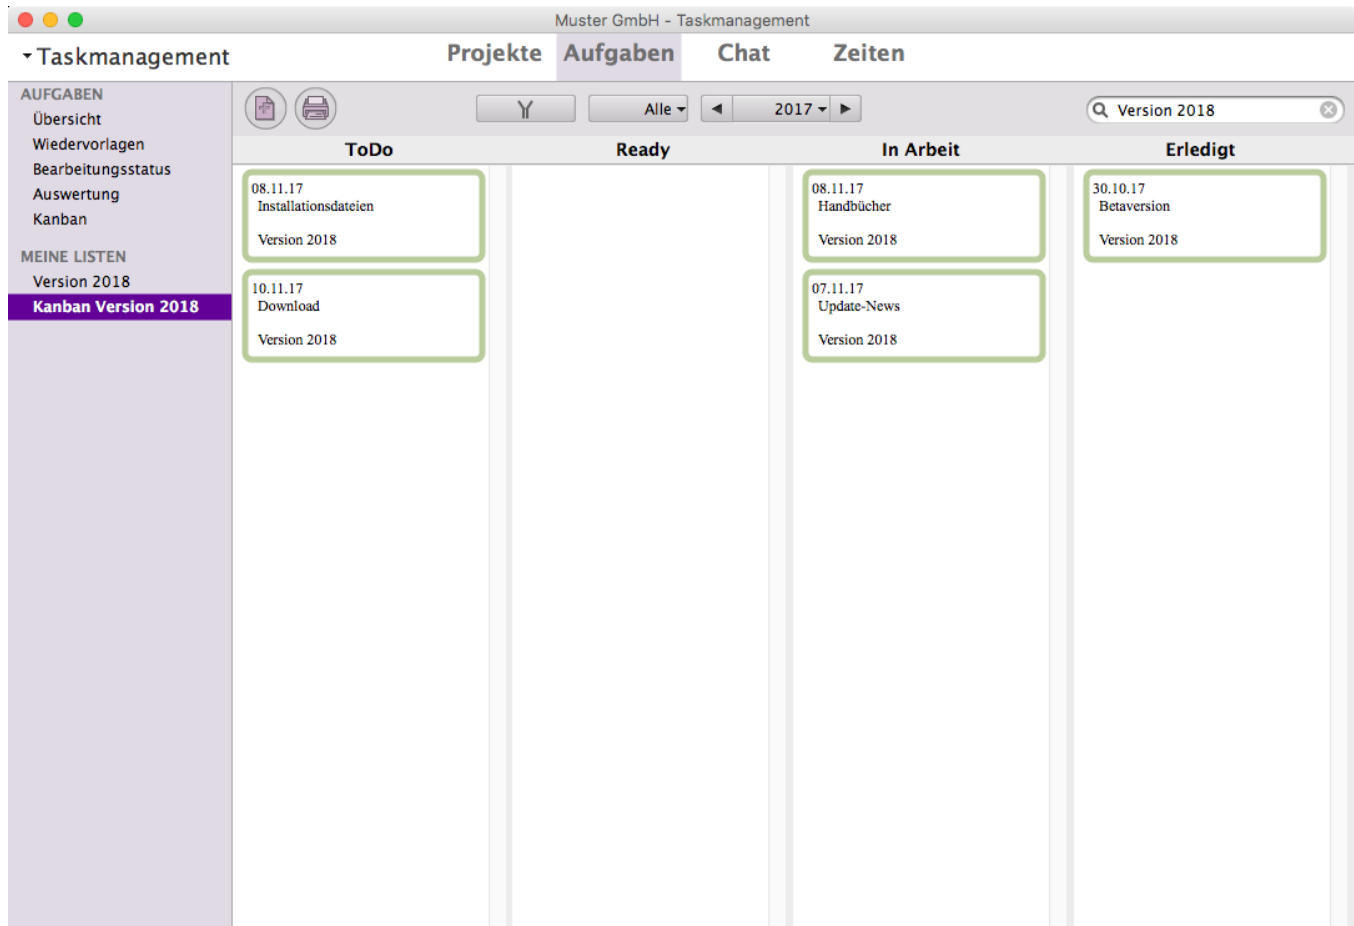 Muster GmbH - Taskmanagement
Taskmanagement
Projekte Aufgaben Chat Zeiten
AUFGABEN
Übersicht
Wiedervorlagen
Bearbeitungsstatus
Auswertung
Kanban
MEINE LISTEN
Version 2018
Kanban Version 2018
Alle 2017 Version 2018
ToDo Ready In Arbeit Erledigt
08.11.17
Installationsdateien
Version 2018
10.11.17
Download
Version 2018
08.11.17
Handbücher
Version 2018
07.11.17
Update-News
Version 2018
30.10.17
Betaversion
Version 2018